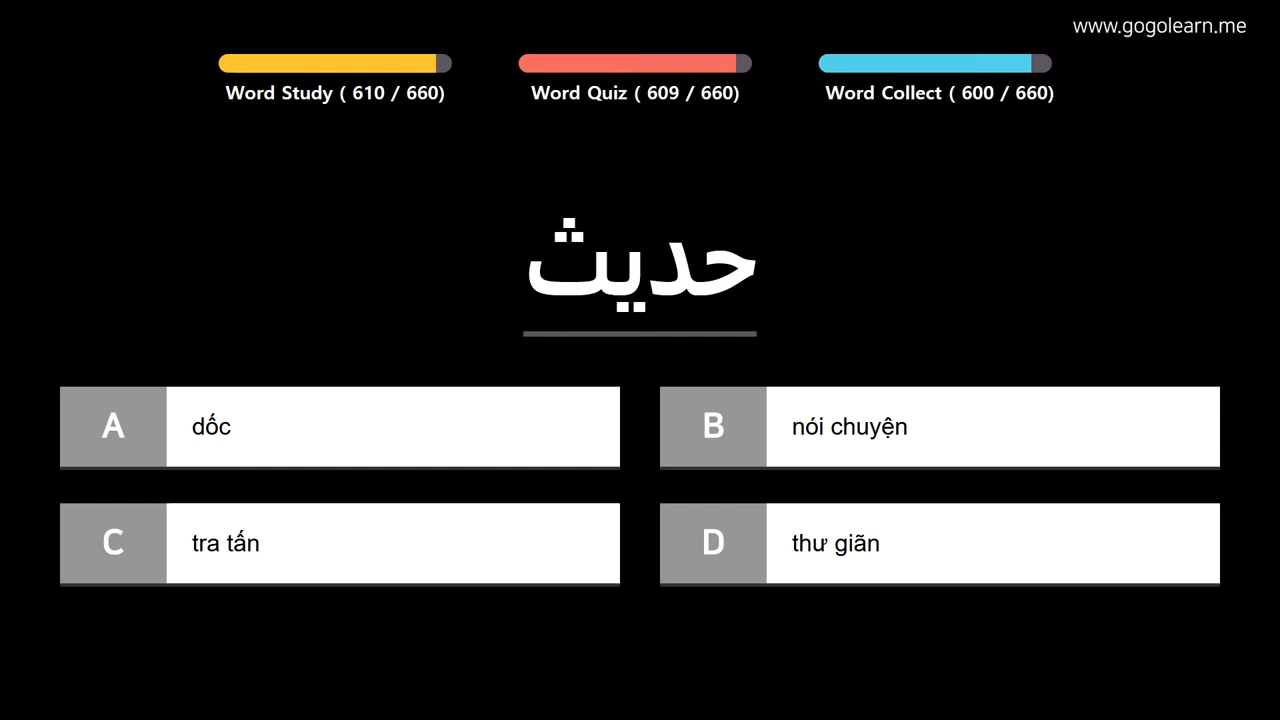 www.gogolearn.me
Word Study ( 610 / 660)
Word Quiz ( 609 / 660)
Word Collect ( 600 / 660)
حديث
A
dốc
B
nói chuyện
C
tra tấn
D
thư giãn